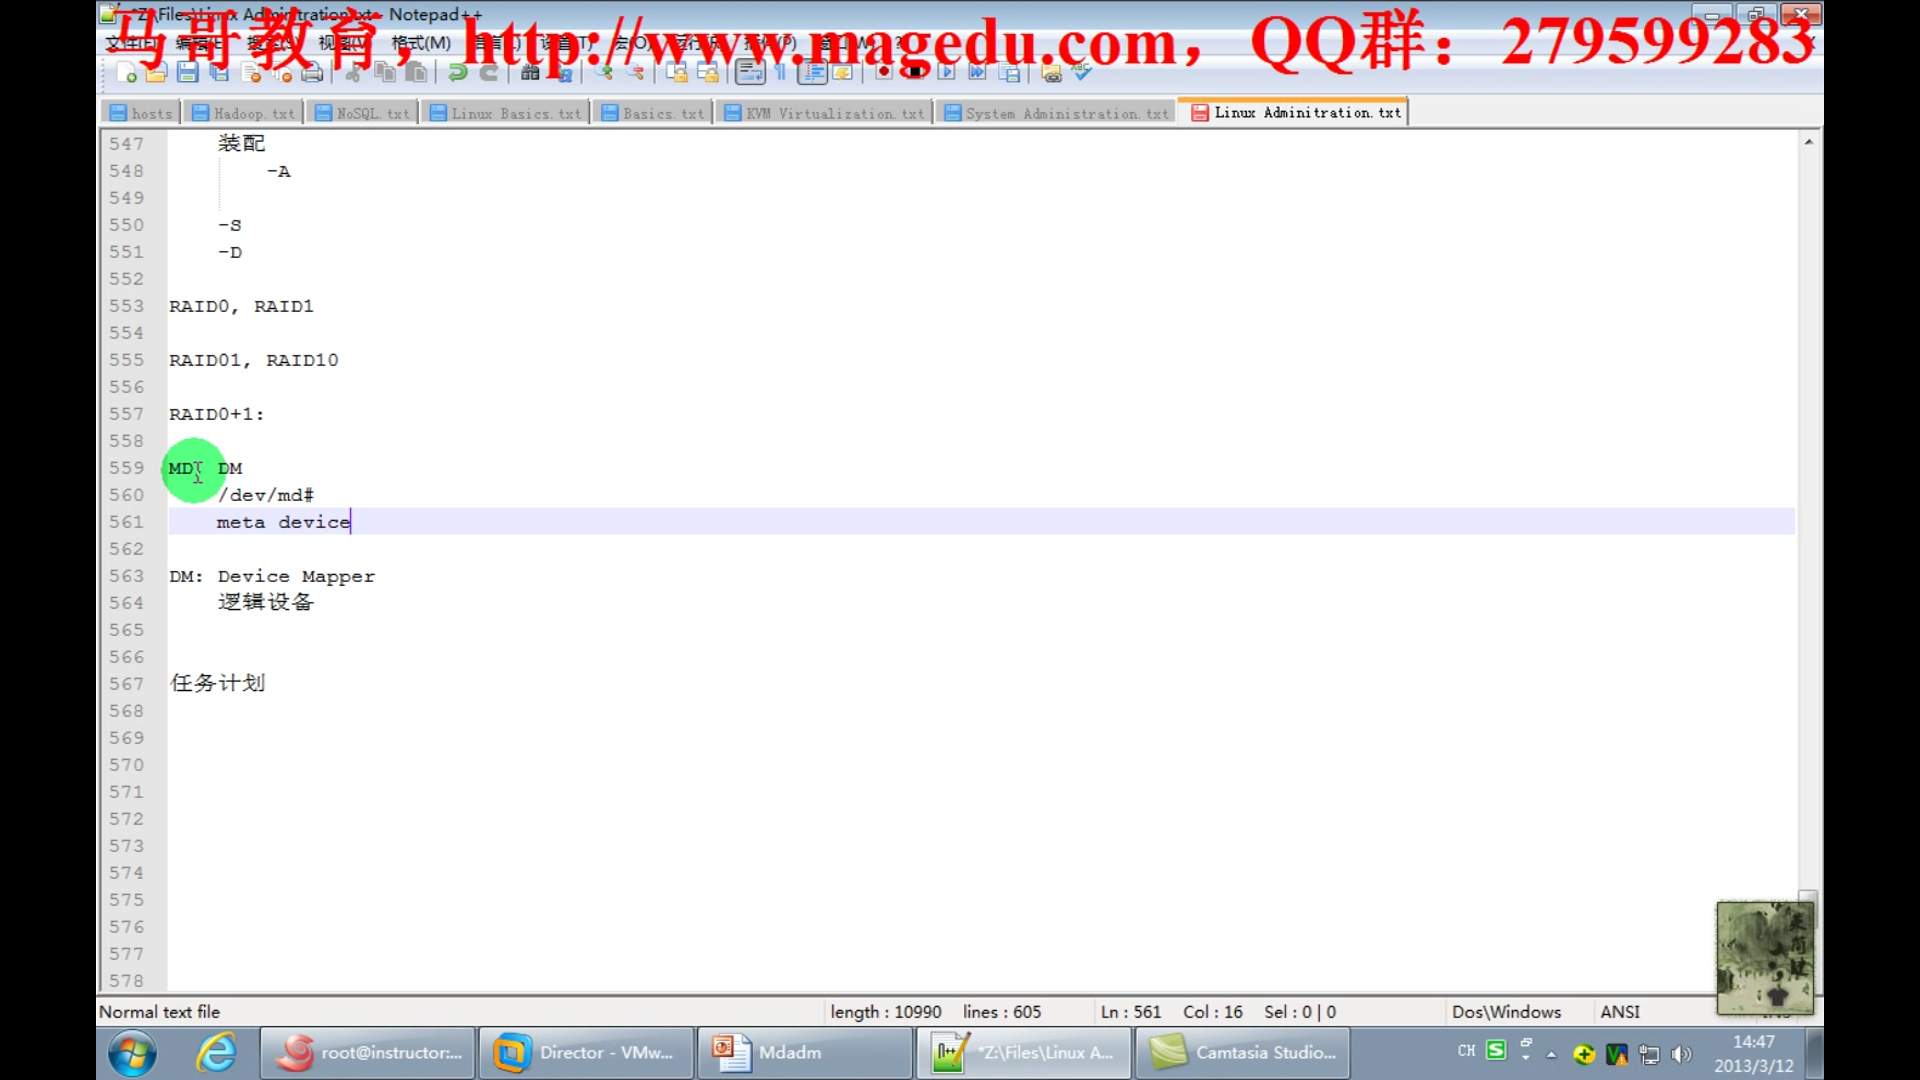 *Z:\Files\Linux Adminitration.txt - Notepad++
马哥教育，http://www.magedu.com，QQ群：279599283
格式(M)
hosts Hadoop.txt NoSQL.txt Linux Basics.txt Basics.txt KVM Virtualization.txt System Administration.txt Linux Adminitration.txt
547 装配
548 -A
549
550 -S
551 -D
552
553 RAID0, RAID1
554
555 RAID01, RAID10
556
557 RAID0+1:
558
559 MD, DM
560 /dev/md#
561 meta device
562
563 DM: Device Mapper
564 逻辑设备
565
566
567 任务计划
568
569
570
571
572
573
574
575
576
577
578
Normal text file length : 10990 lines : 605 Ln : 561 Col : 16 Sel : 0 | 0 Dos\Windows ANSI
root@instructor:... Director - VMw... Mdadm *Z:\Files\Linux A... Camtasia Studio... CH 14:47
2013/3/12